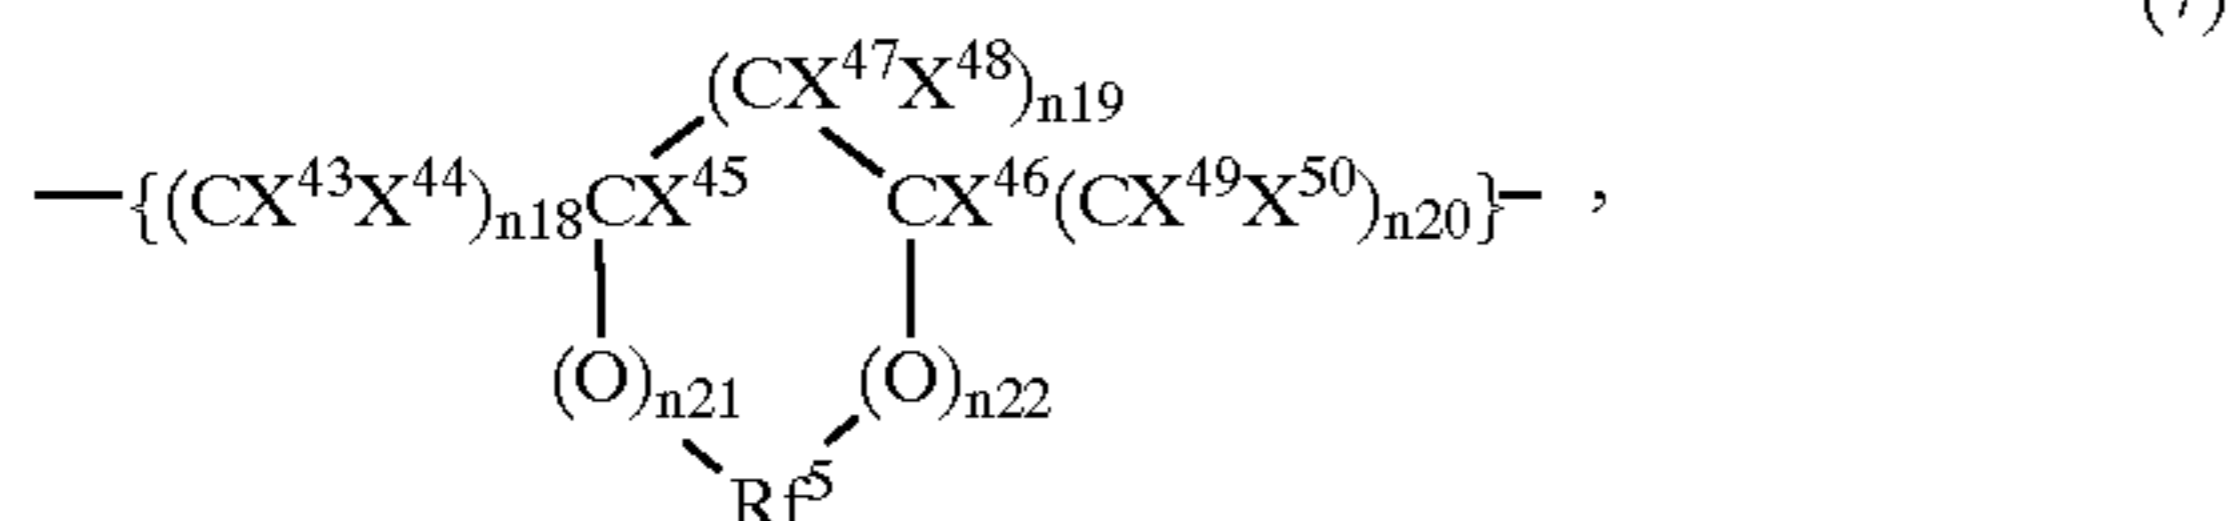 (7)
(CX⁴⁷X⁴⁸)ₙ₁₉
—{(CX⁴³X⁴⁴)ₙ₁₈CX⁴⁵ CX⁴⁶(CX⁴⁹X⁵⁰)ₙ₂₀}– ,
(O)ₙ₂₁ (O)ₙ₂₂
Rf⁵